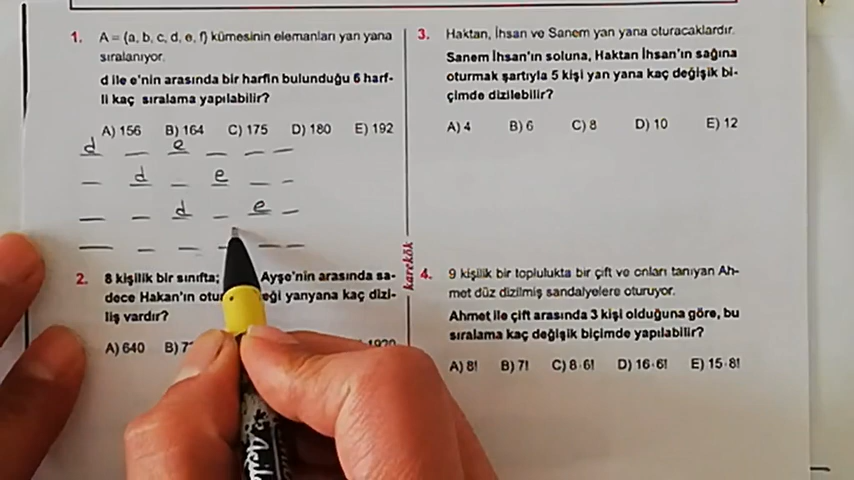 1. A = {a, b, c, d, e, f} kümesinin elemanları yan yana
sıralanıyor.
d ile e'nin arasında bir harfin bulunduğu 6 harf-
li kaç sıralama yapılabilir?
A) 156 B) 164 C) 175 D) 180 E) 192
d _ e _ _ _
_ d _ e _ _
_ _ d _ e _
_ _ _ _ _ _
2. 8 kişilik bir sınıfta; Ayşe'nin arasında sa-
dece Hakan'ın yanyana kaç dizi-
liş vardır?
A) 640 B)
karekök
3. Haktan, İhsan ve Sanem yan yana oturacaklardır.
Sanem İhsan'ın soluna, Haktan İhsan'ın sağına
oturmak şartıyla 5 kişi yan yana kaç değişik bi-
çimde dizilebilir?
A) 4 B) 6 C) 8 D) 10 E) 12
4. 9 kişilik bir toplulukta bir çift ve onları tanıyan Ah-
met düz dizilmiş sandalyelere oturuyor.
Ahmet ile çift arasında 3 kişi olduğuna göre, bu
sıralama kaç değişik biçimde yapılabilir?
A) 8! B) 7! C) 8·6! D) 16·6! E) 15·8!